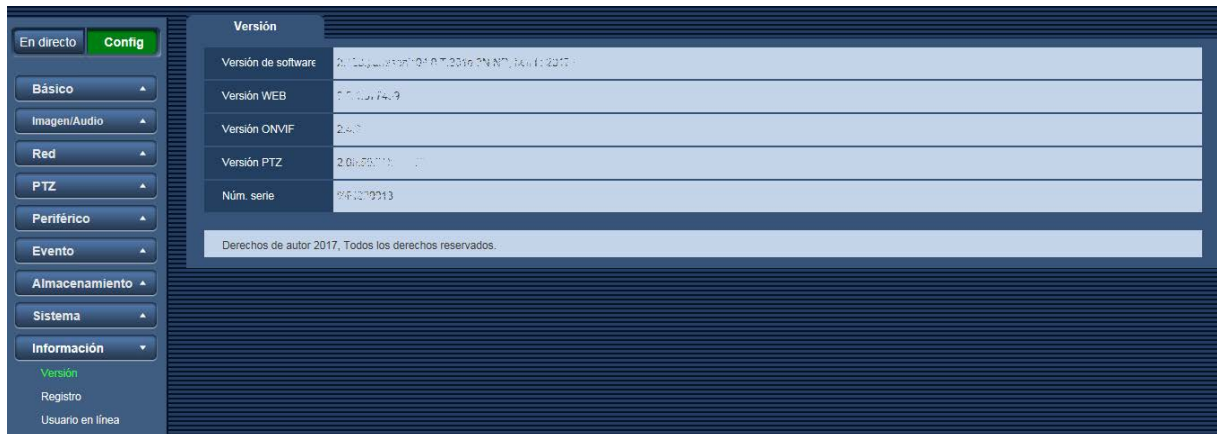 En directo
Config
Básico
Imagen/Audio
Red
PTZ
Periférico
Evento
Almacenamiento
Sistema
Información
Versión
Registro
Usuario en línea
Versión
Versión de software
Versión WEB
Versión ONVIF
Versión PTZ
Núm. serie
Derechos de autor 2017, Todos los derechos reservados.